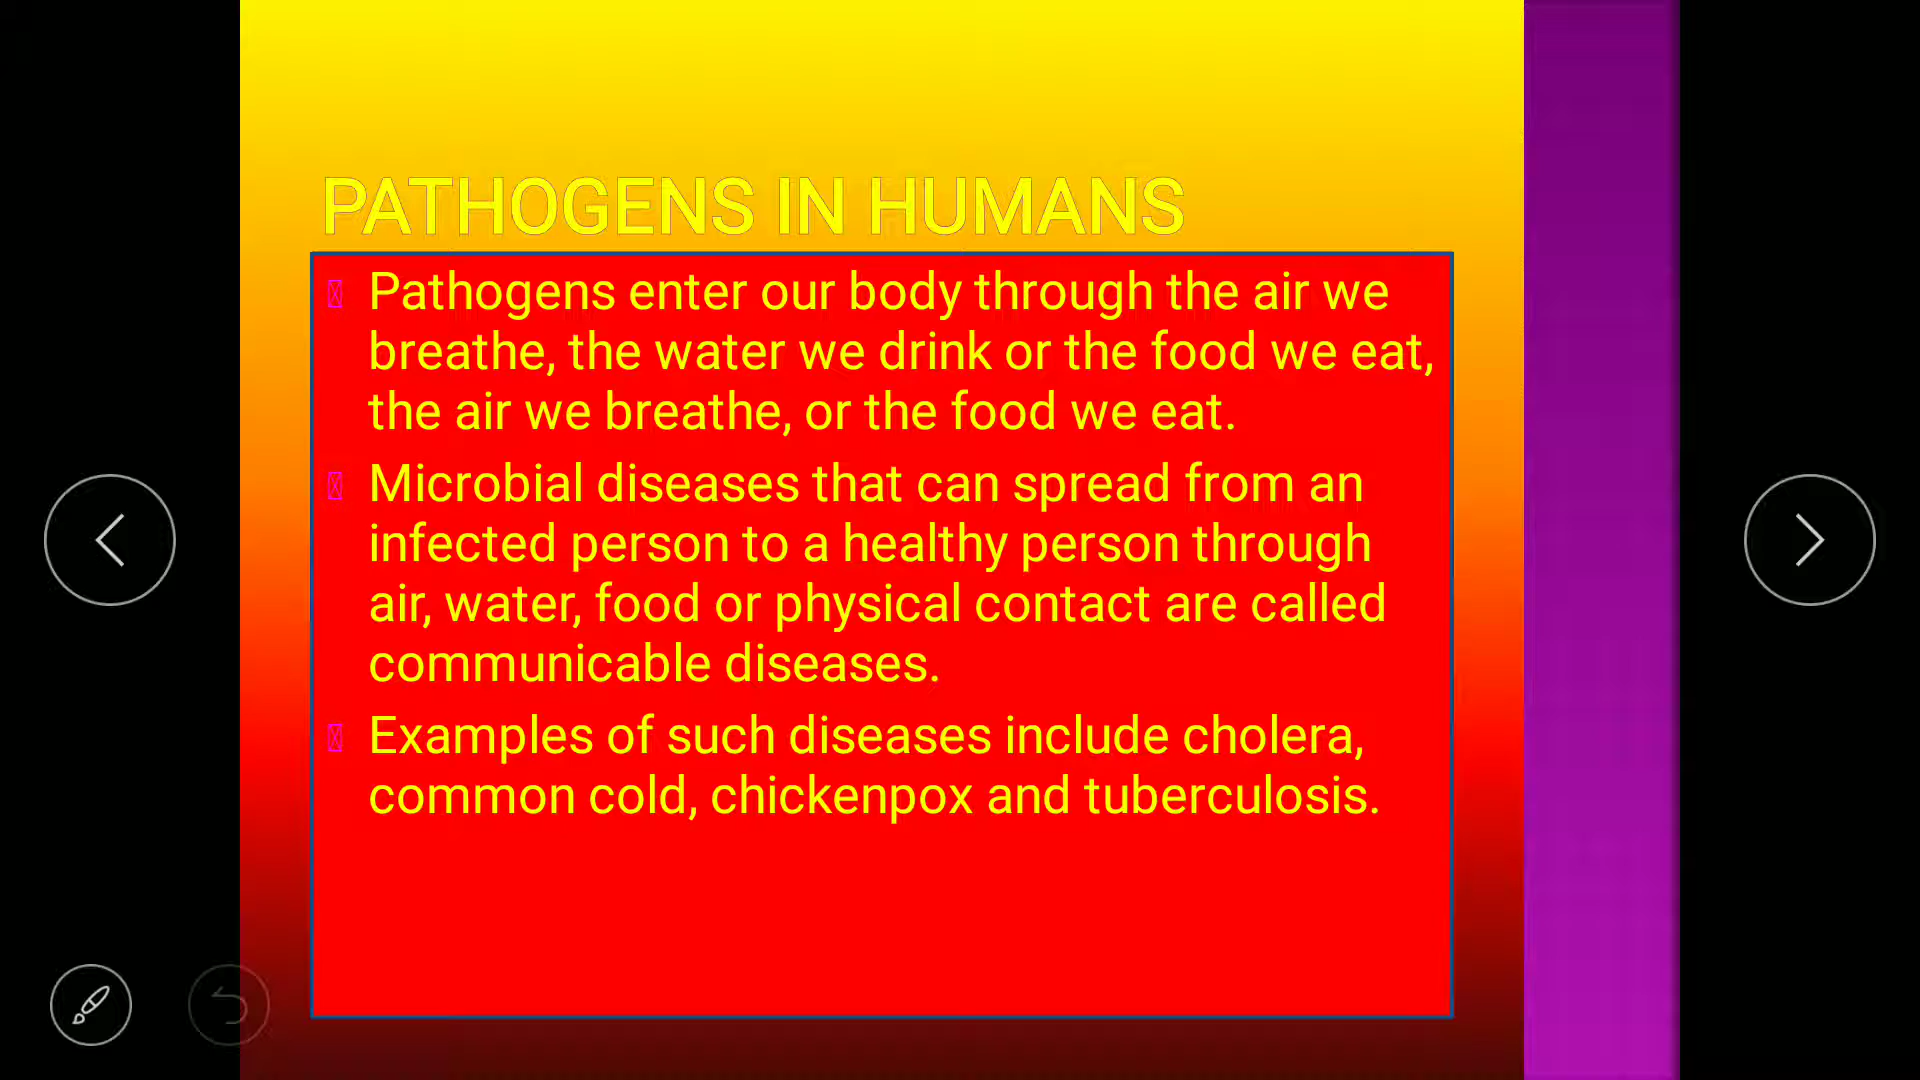 PATHOGENS IN HUMANS
Pathogens enter our body through the air we
breathe, the water we drink or the food we eat,
the air we breathe, or the food we eat.
Microbial diseases that can spread from an
infected person to a healthy person through
air, water, food or physical contact are called
communicable diseases.
Examples of such diseases include cholera,
common cold, chickenpox and tuberculosis.